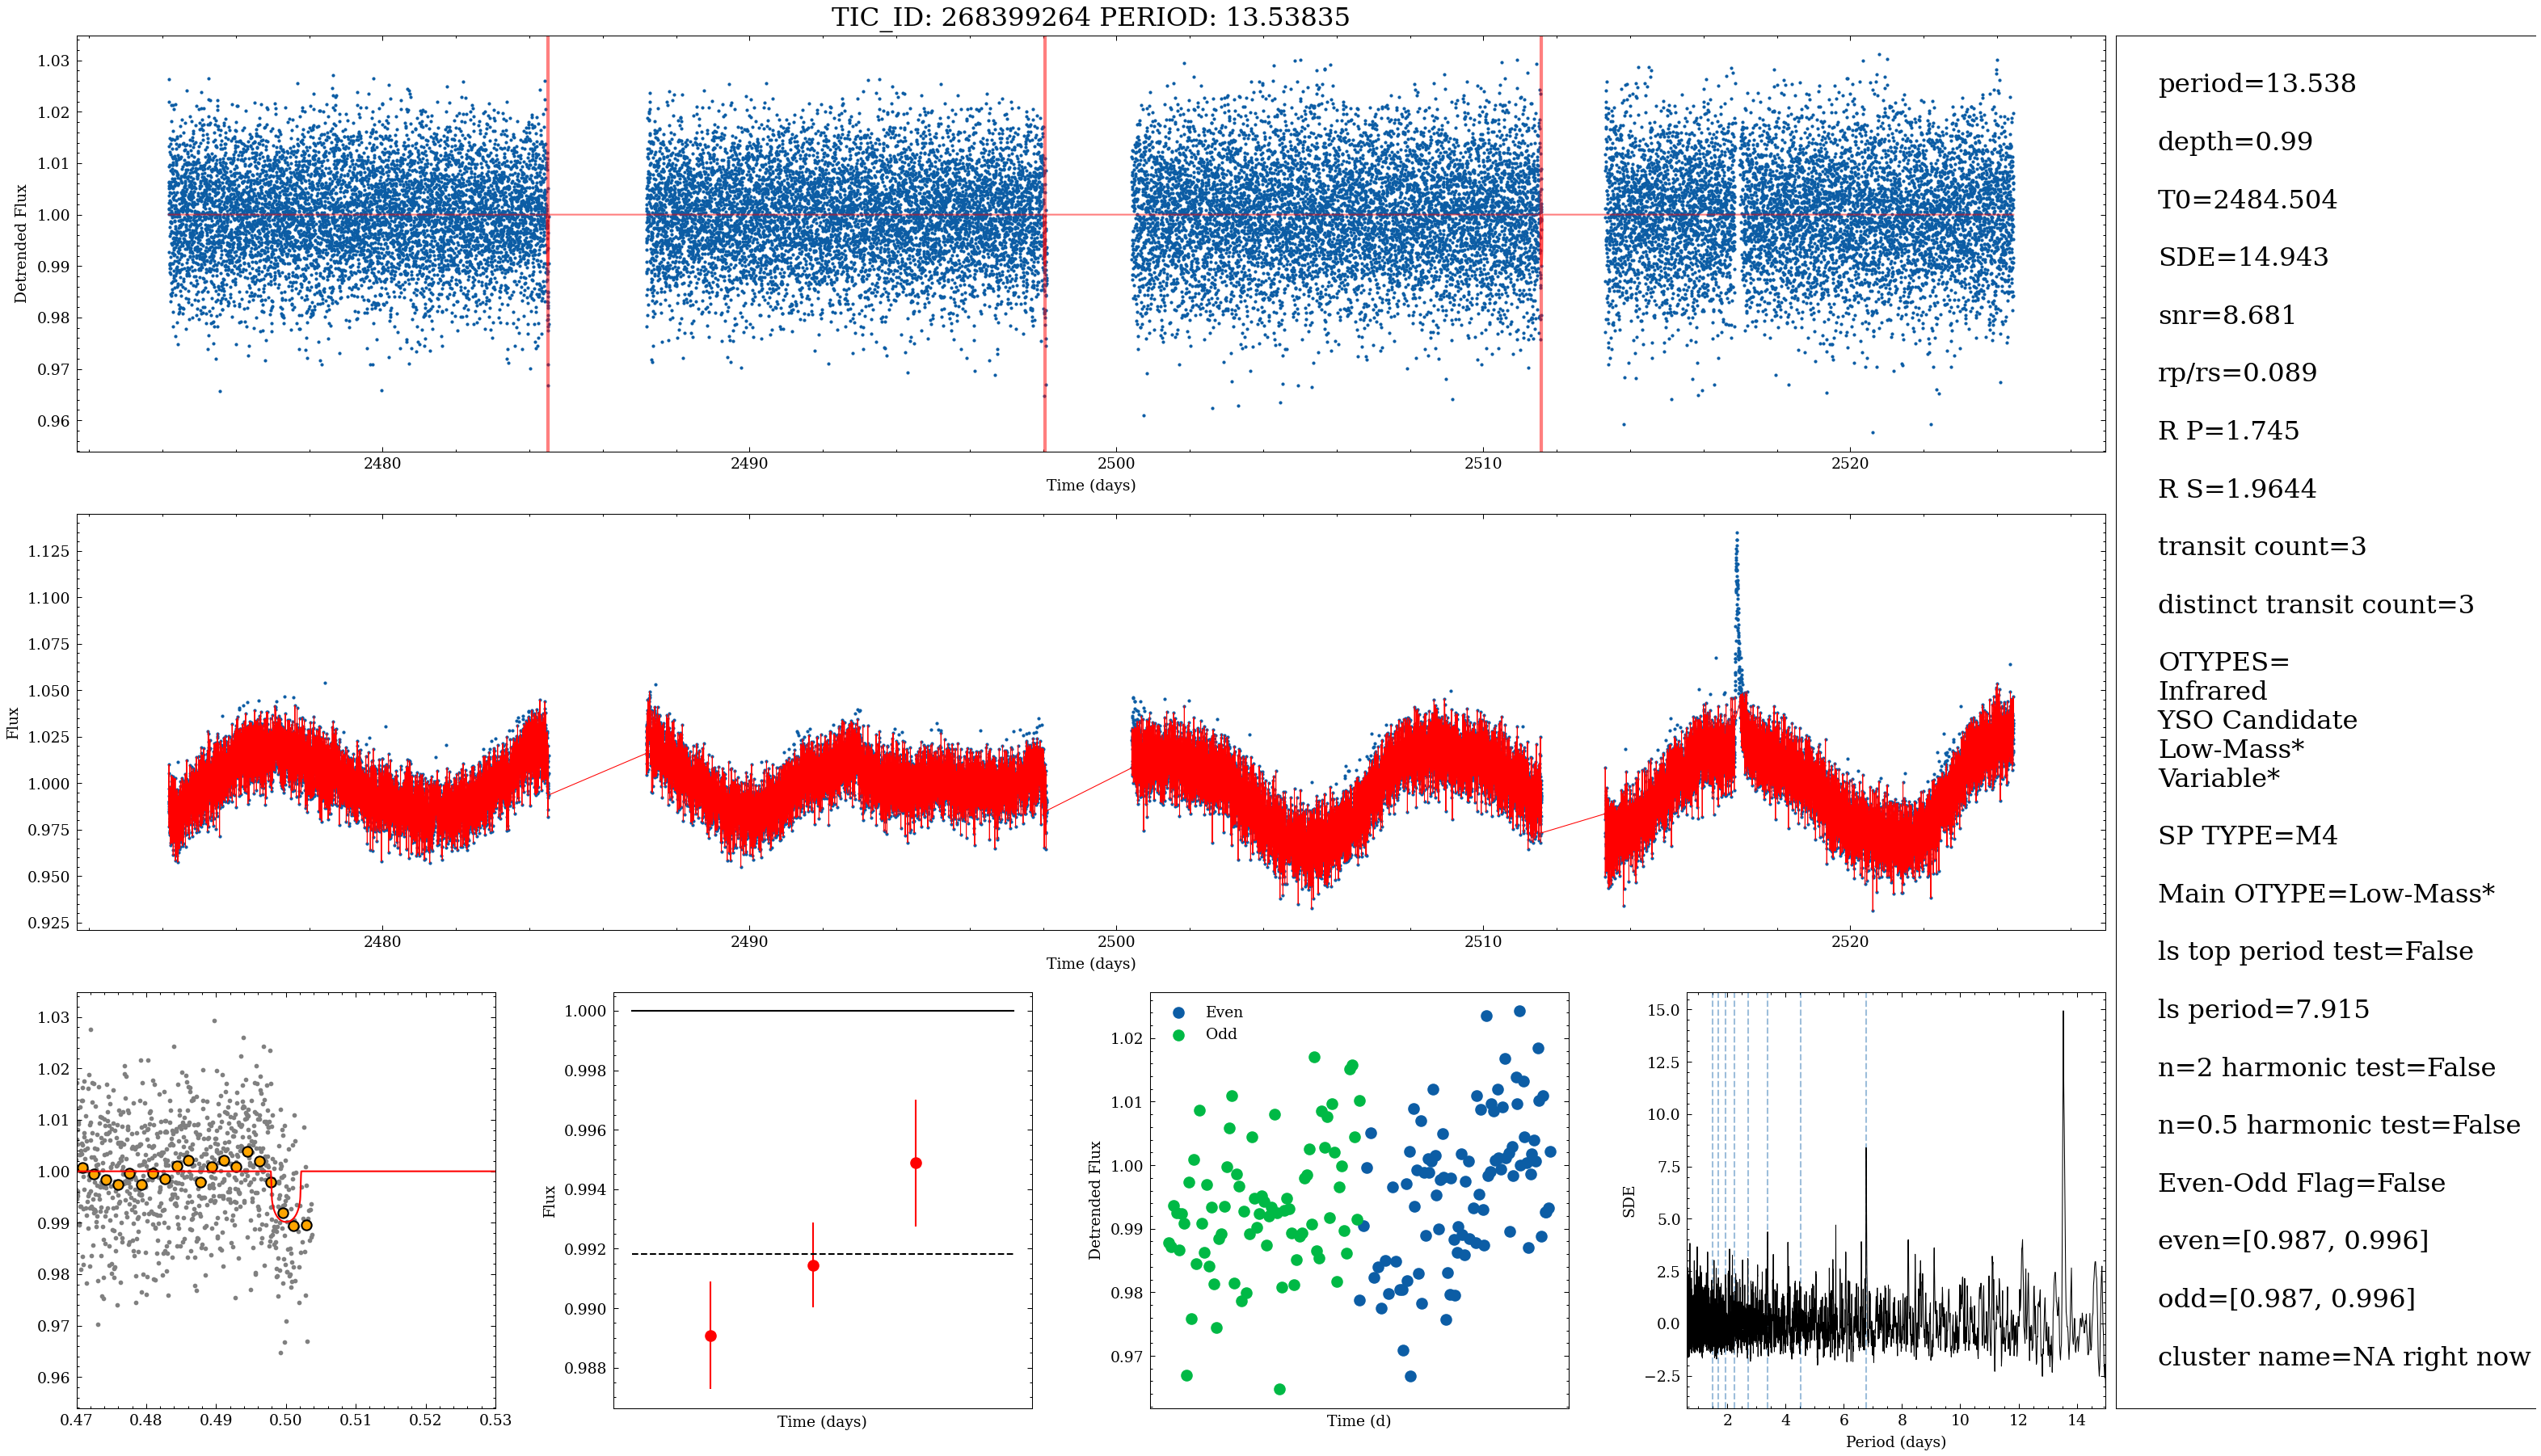 TIC_ID: 268399264 PERIOD: 13.53835
1.03
1.02
1.01
1.00
0.99
0.98
0.97
0.96
Detrended Flux
2480
2490
2500
2510
2520
Time (days)
1.125
1.100
1.075
1.050
1.025
1.000
0.975
0.950
0.925
Flux
2480
2490
2500
2510
2520
Time (days)
1.03
1.02
1.01
1.00
0.99
0.98
0.97
0.96
0.47
0.48
0.49
0.50
0.51
0.52
0.53
1.000
0.998
0.996
0.994
0.992
0.990
0.988
Flux
Time (days)
Even
Odd
1.02
1.01
1.00
0.99
0.98
0.97
Detrended Flux
Time (d)
15.0
12.5
10.0
7.5
5.0
2.5
0.0
−2.5
SDE
2
4
6
8
10
12
14
Period (days)
period=13.538
depth=0.99
T0=2484.504
SDE=14.943
snr=8.681
rp/rs=0.089
R P=1.745
R S=1.9644
transit count=3
distinct transit count=3
OTYPES=
Infrared
YSO Candidate
Low-Mass*
Variable*
SP TYPE=M4
Main OTYPE=Low-Mass*
ls top period test=False
ls period=7.915
n=2 harmonic test=False
n=0.5 harmonic test=False
Even-Odd Flag=False
even=[0.987, 0.996]
odd=[0.987, 0.996]
cluster name=NA right now